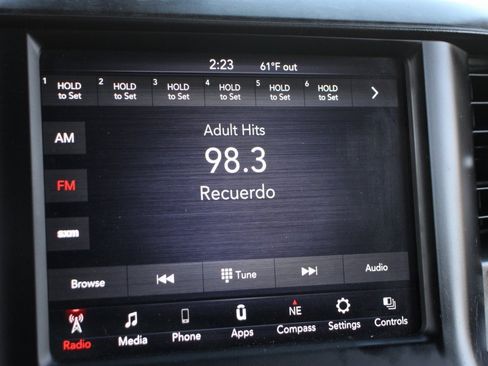 2:23 61°F out
1 HOLD to Set 2 HOLD to Set 3 HOLD to Set 4 HOLD to Set 5 HOLD to Set 6 HOLD to Set
Adult Hits
AM
98.3
FM
Recuerdo
sxm
Browse Tune Audio
NE
Radio Media Phone Apps Compass Settings Controls